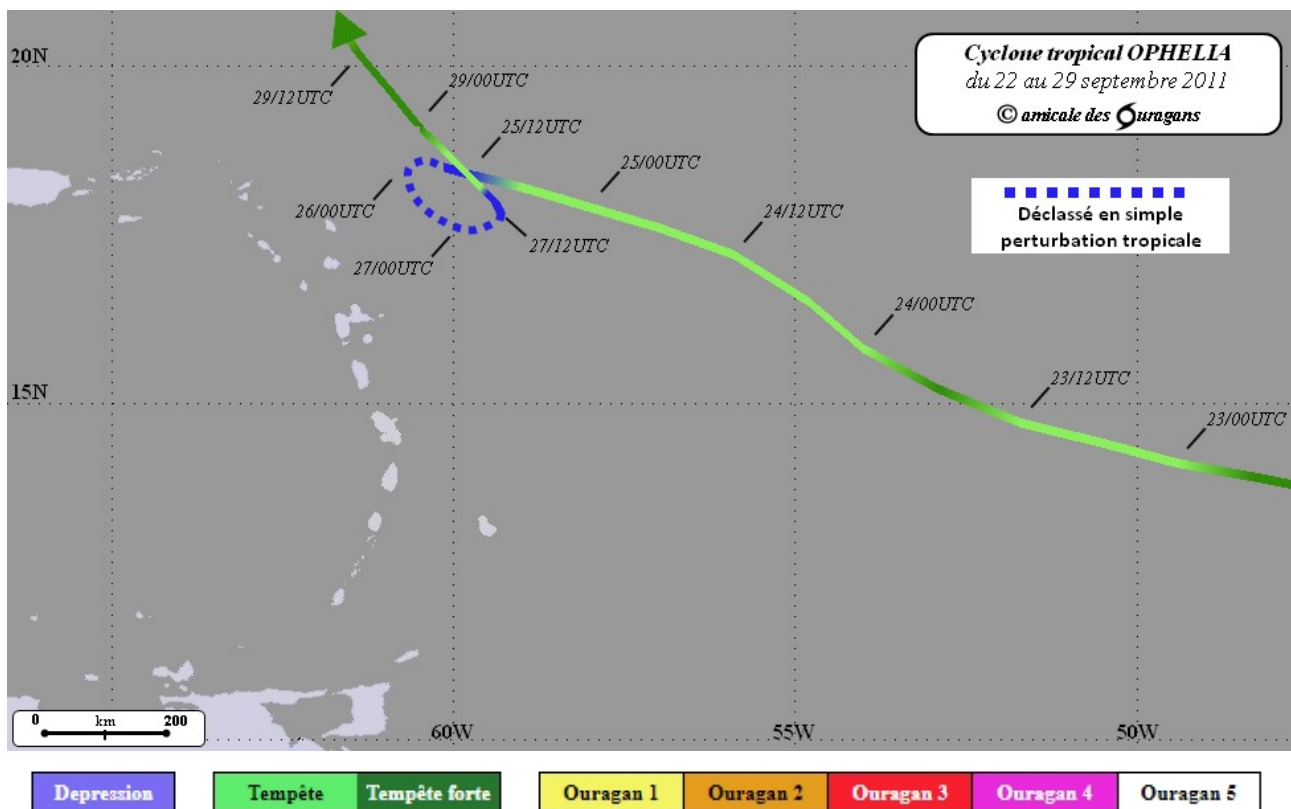 Cyclone tropical OPHELIA
du 22 au 29 septembre 2011
© amicale des Ouragans
20N
29/00UTC
29/12UTC
25/12UTC
25/00UTC
26/00UTC
24/12UTC
Déclassé en simple
perturbation tropicale
27/12UTC
27/00UTC
24/00UTC
23/12UTC
15N
23/00UTC
0 km 200
60W
55W
50W
Depression
Tempête
Tempête forte
Ouragan 1
Ouragan 2
Ouragan 3
Ouragan 4
Ouragan 5